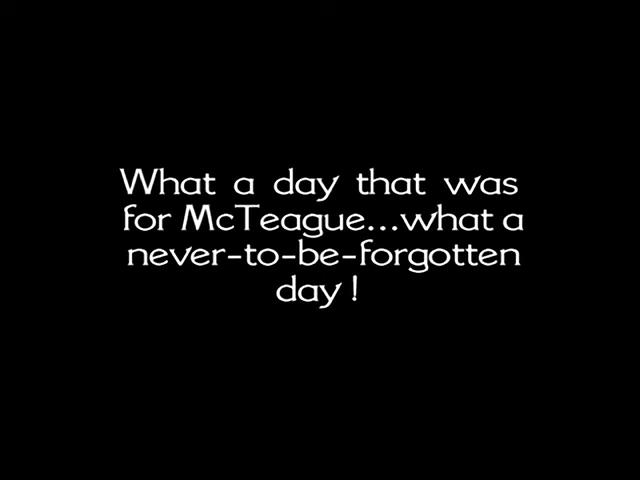 What a day that was
for McTeague...what a
never-to-be-forgotten
day!